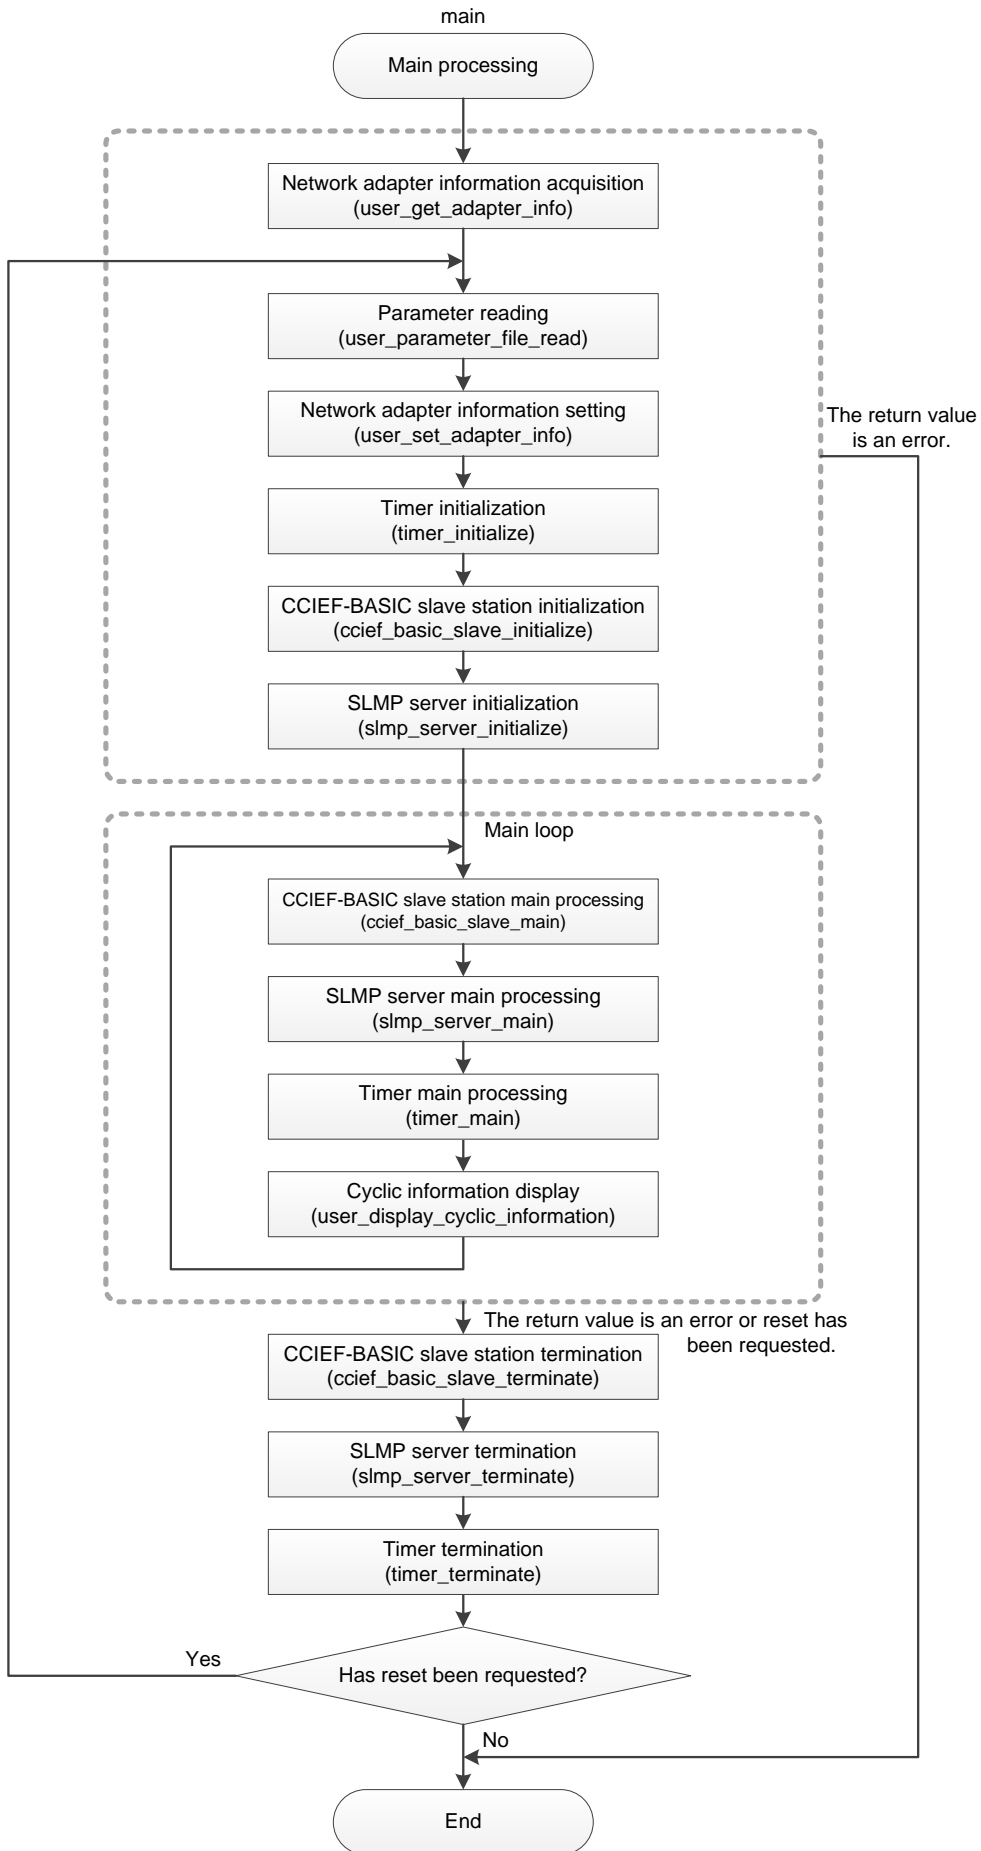 main
Main processing
Network adapter information acquisition
(user_get_adapter_info)
Parameter reading
(user_parameter_file_read)
Network adapter information setting
(user_set_adapter_info)
The return value
is an error.
Timer initialization
(timer_initialize)
CCIEF-BASIC slave station initialization
(ccief_basic_slave_initialize)
SLMP server initialization
(slmp_server_initialize)
Main loop
CCIEF-BASIC slave station main processing
(ccief_basic_slave_main)
SLMP server main processing
(slmp_server_main)
Timer main processing
(timer_main)
Cyclic information display
(user_display_cyclic_information)
The return value is an error or reset has
been requested.
CCIEF-BASIC slave station termination
(ccief_basic_slave_terminate)
SLMP server termination
(slmp_server_terminate)
Timer termination
(timer_terminate)
Yes
Has reset been requested?
No
End